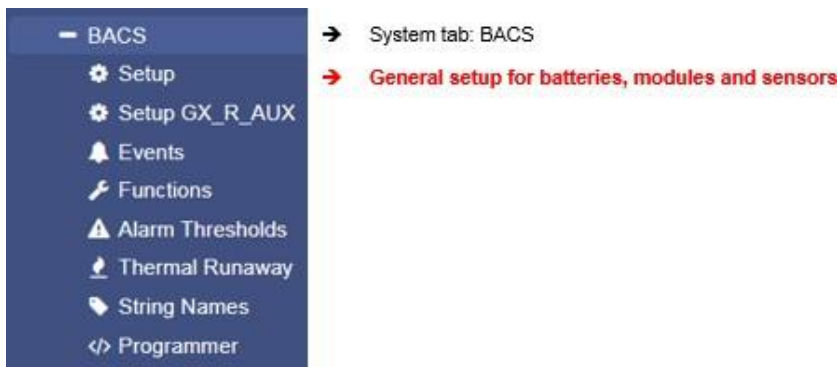 BACS → System tab: BACS
Setup → General setup for batteries, modules and sensors
Setup GX_R_AUX
Events
Functions
Alarm Thresholds
Thermal Runaway
String Names
</> Programmer